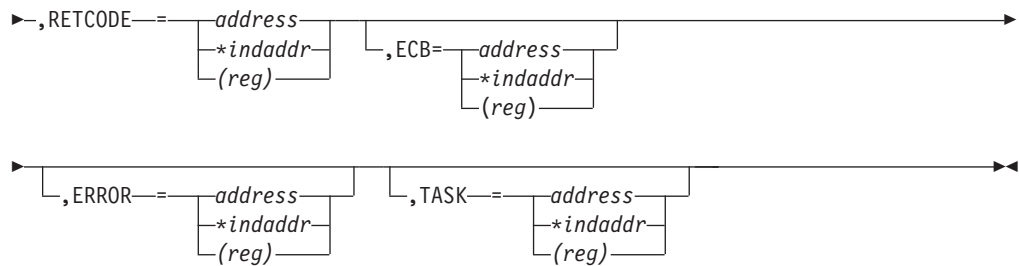 ,RETCODE = address
*indaddr
(reg)
,ECB= address
*indaddr
(reg)
,ERROR = address
*indaddr
(reg)
,TASK = address
*indaddr
(reg)